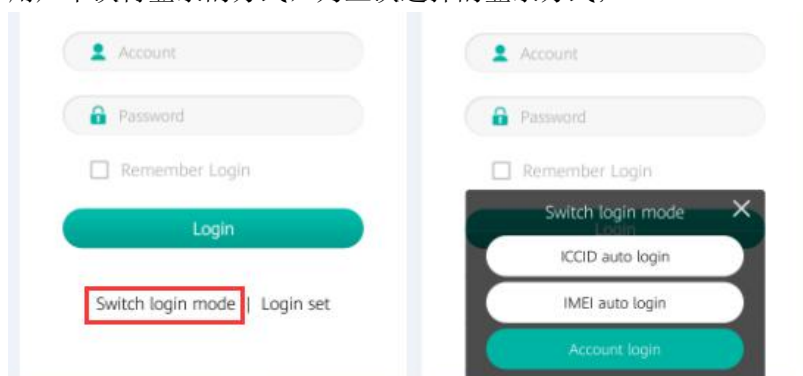 Account
Password
Remember Login
Login
Switch login mode | Login set
Account
Password
Remember Login
Switch login mode
Login
ICCID auto login
IMEI auto login
Account login